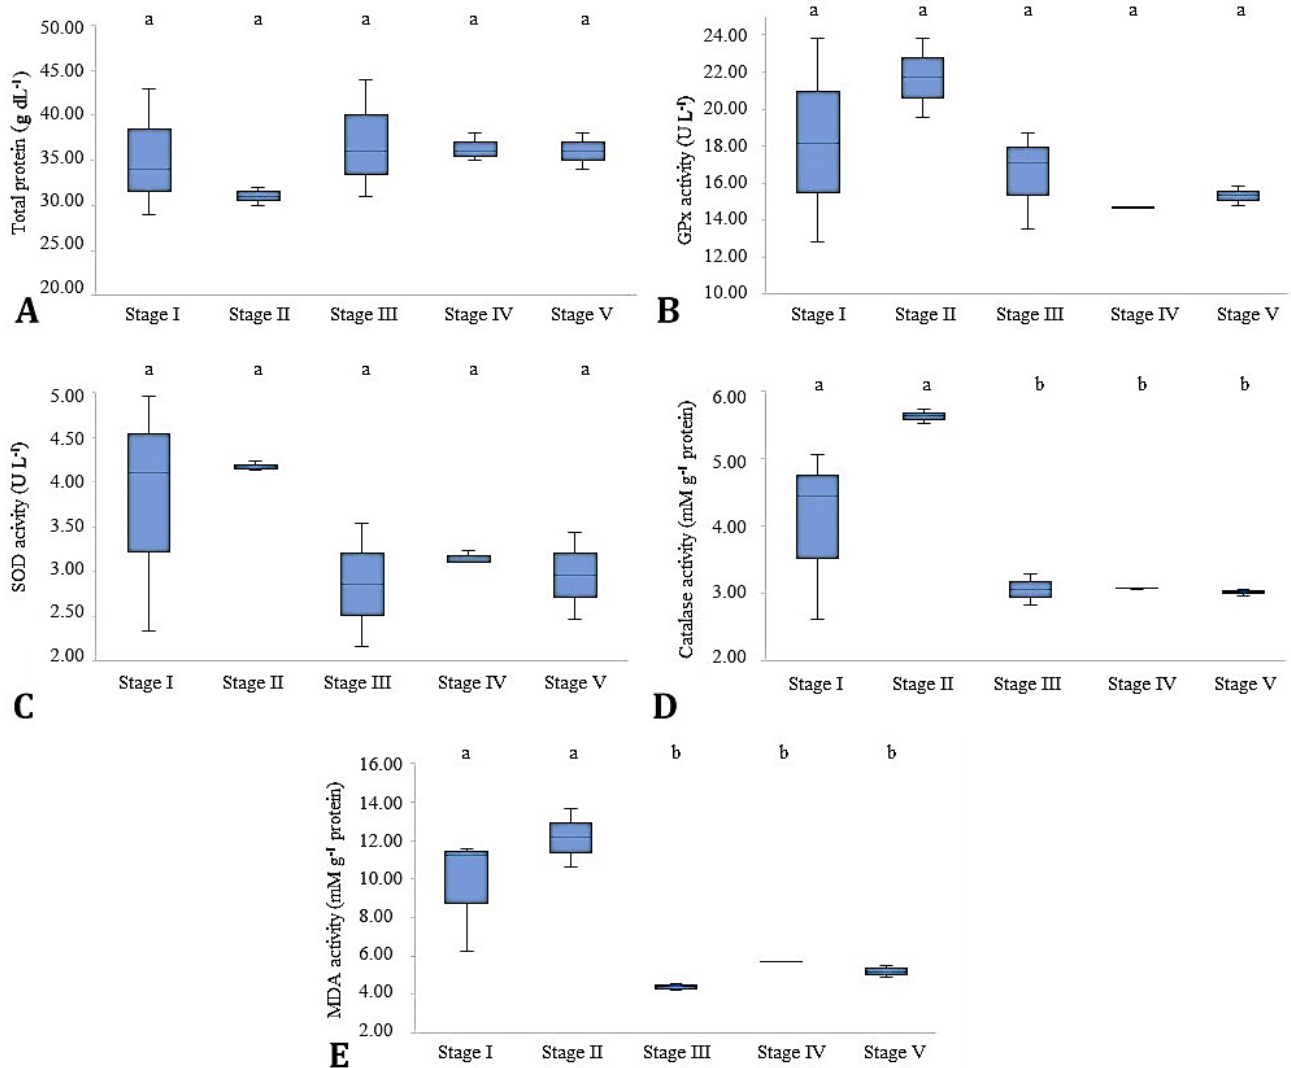 a a a a a
50.00
45.00
40.00
35.00
30.00
25.00
20.00
Total protein (g dL⁻¹)
Stage I Stage II Stage III Stage IV Stage V
A
a a a a a
24.00
22.00
20.00
18.00
16.00
14.00
12.00
10.00
GPx activity (U L⁻¹)
Stage I Stage II Stage III Stage IV Stage V
B
a a a a a
5.00
4.50
4.00
3.50
3.00
2.50
2.00
SOD acivity (U L⁻¹)
Stage I Stage II Stage III Stage IV Stage V
C
a a b b b
6.00
5.00
4.00
3.00
2.00
Catalase activity (mM g⁻¹ protein)
Stage I Stage II Stage III Stage IV Stage V
D
a a b b b
16.00
14.00
12.00
10.00
8.00
6.00
4.00
2.00
MDA activity (mM g⁻¹ protein)
Stage I Stage II Stage III Stage IV Stage V
E